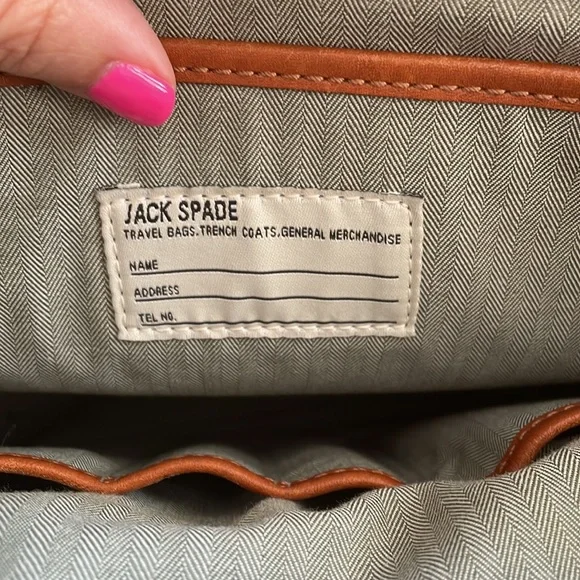 JACK SPADE
TRAVEL BAGS.TRENCH COATS.GENERAL MERCHANDISE
NAME
ADDRESS
TEL NO.